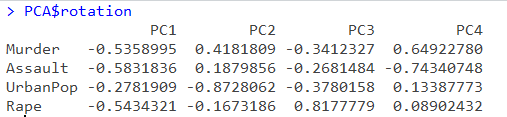 > PCA$rotation
PC1 PC2 PC3 PC4
Murder -0.5358995 0.4181809 -0.3412327 0.64922780
Assault -0.5831836 0.1879856 -0.2681484 -0.74340748
UrbanPop -0.2781909 -0.8728062 -0.3780158 0.13387773
Rape -0.5434321 -0.1673186 0.8177779 0.08902432